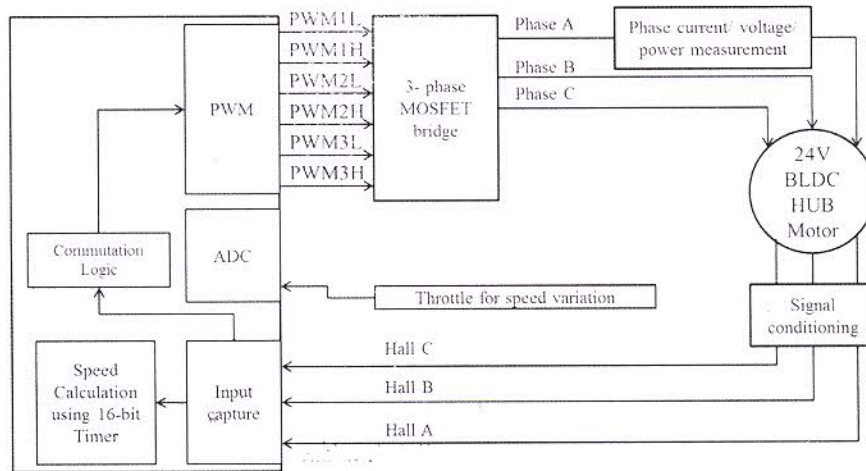 PWM1L
PWM1H
PWM2L
PWM2H
PWM3L
PWM3H
PWM
3- phase
MOSFET
bridge
Phase A
Phase B
Phase C
Phase current/ voltage/
power measurement
24V
BLDC
HUB
Motor
Commutation
Logic
ADC
Throttle for speed variation
Signal
conditioning
Speed
Calculation
using 16-bit
Timer
Input
capture
Hall C
Hall B
Hall A